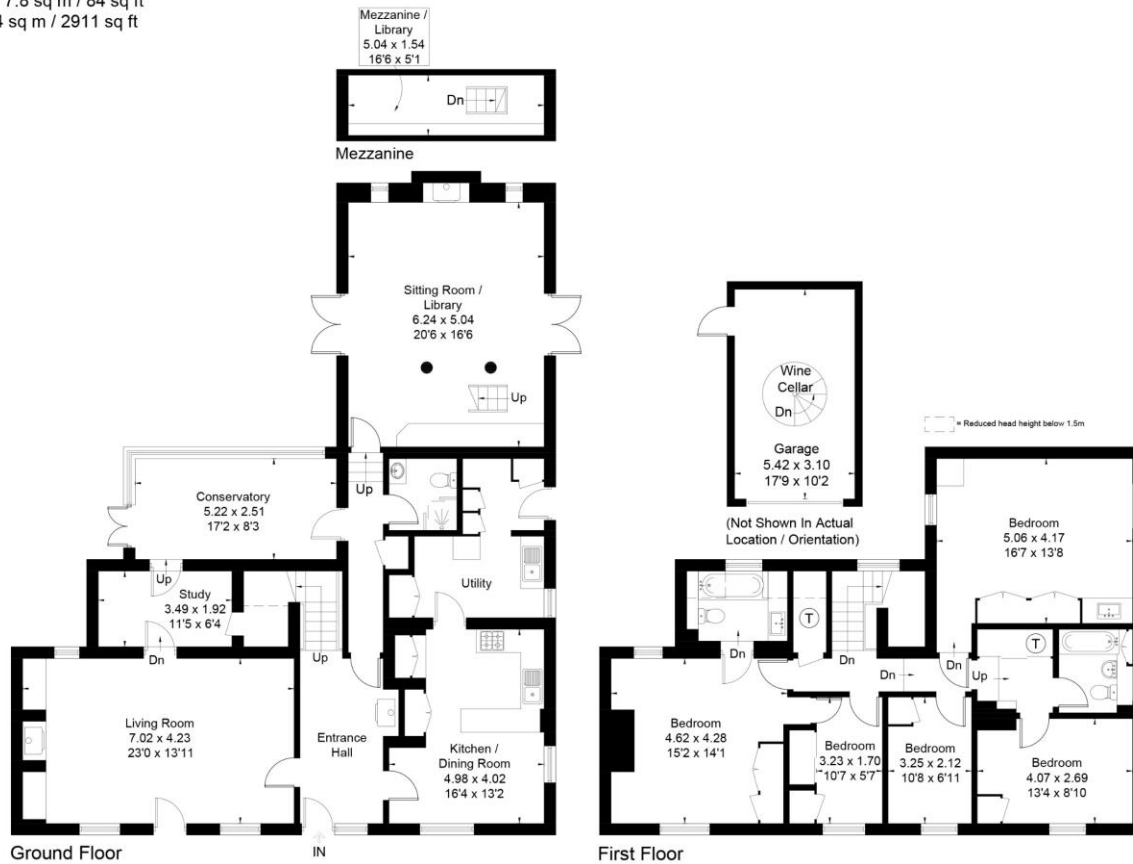 7.8 sq m / 84 sq ft
sq m / 2911 sq ft
Mezzanine /
Library
5.04 x 1.54
16'6 x 5'1
Dn
Mezzanine
Sitting Room /
Library
6.24 x 5.04
20'6 x 16'6
Up
Wine
Cellar
Dn
Garage
5.42 x 3.10
17'9 x 10'2
(Not Shown In Actual
Location / Orientation)
= Reduced head height below 1.5m
Conservatory
5.22 x 2.51
17'2 x 8'3
Up
Up
Study
3.49 x 1.92
11'5 x 6'4
Dn
Up
Utility
Living Room
7.02 x 4.23
23'0 x 13'11
Entrance
Hall
Kitchen /
Dining Room
4.98 x 4.02
16'4 x 13'2
IN
Ground Floor
Bedroom
5.06 x 4.17
16'7 x 13'8
T
T
Dn
Dn
Dn
Dn
Up
Bedroom
4.62 x 4.28
15'2 x 14'1
Bedroom
3.23 x 1.70
10'7 x 5'7
Bedroom
3.25 x 2.12
10'8 x 6'11
Bedroom
4.07 x 2.69
13'4 x 8'10
First Floor